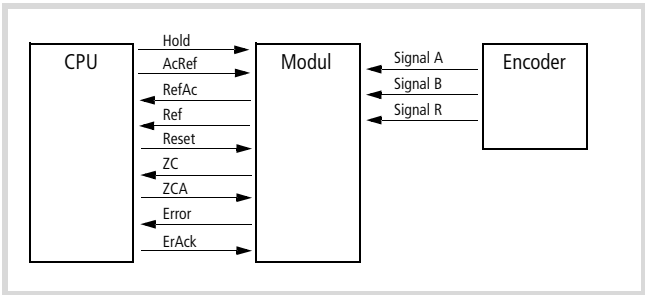 CPU
Hold
AcRef
RefAc
Ref
Reset
ZC
ZCA
Error
ErAck
Modul
Signal A
Signal B
Signal R
Encoder